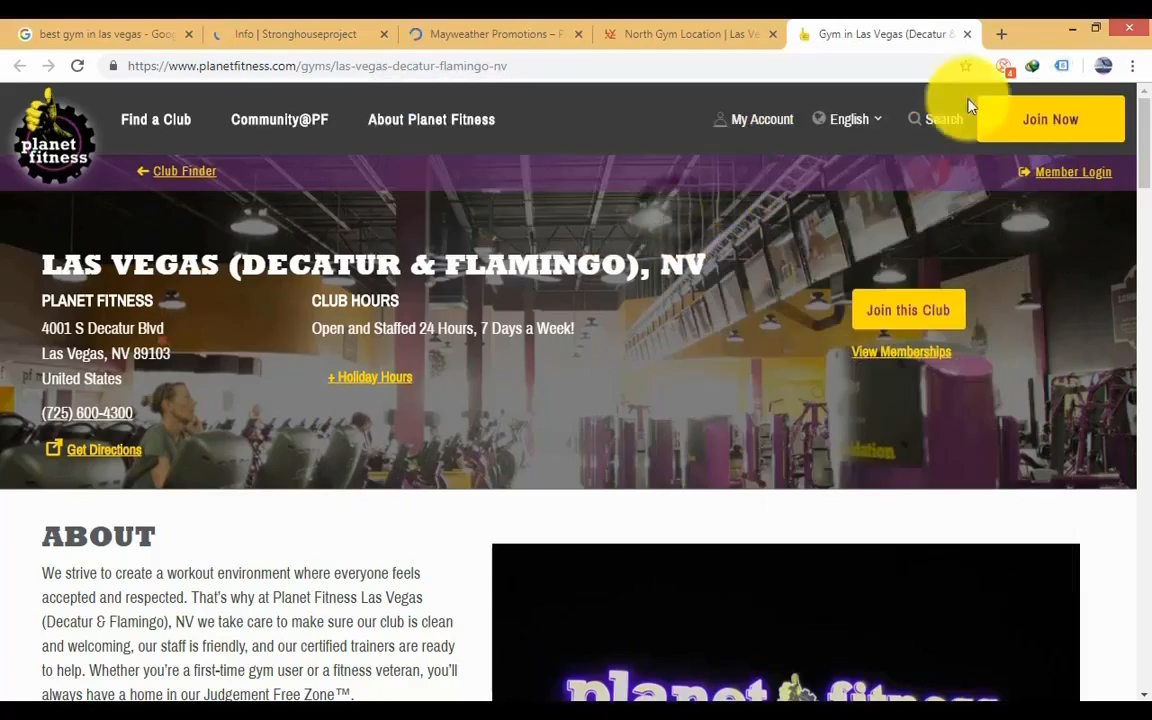 best gym in las vegas - Goo
Info | Stronghouseproject
Mayweather Promotions – F
North Gym Location | Las Ve
Gym in Las Vegas (Decatur &
https://www.planetfitness.com/gyms/las-vegas-decatur-flamingo-nv
4
planet
fitness
Find a Club
Community@PF
About Planet Fitness
My Account
English
Search
Join Now
Club Finder
Member Login
LAS VEGAS (DECATUR & FLAMINGO), NV
PLANET FITNESS
4001 S Decatur Blvd
Las Vegas, NV 89103
United States
(725) 600-4300
Get Directions
CLUB HOURS
Open and Staffed 24 Hours, 7 Days a Week!
+ Holiday Hours
Join this Club
View Memberships
ABOUT
We strive to create a workout environment where everyone feels
accepted and respected. That's why at Planet Fitness Las Vegas
(Decatur & Flamingo), NV we take care to make sure our club is clean
and welcoming, our staff is friendly, and our certified trainers are ready
to help. Whether you're a first-time gym user or a fitness veteran, you'll
always have a home in our Judgement Free Zone™.
planet fitness